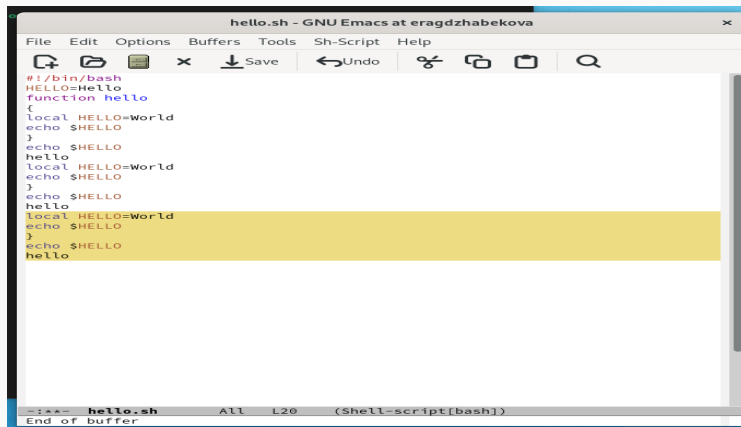 hello.sh - GNU Emacs at eragdzhabekova
File Edit Options Buffers Tools Sh-Script Help
Save Undo
#!/bin/bash
HELLO=Hello
function hello
{
local HELLO=World
echo $HELLO
}
echo $HELLO
hello
local HELLO=World
echo $HELLO
}
echo $HELLO
hello
local HELLO=World
echo $HELLO
}
echo $HELLO
hello
-:**- hello.sh All L20 (Shell-script[bash])
End of buffer